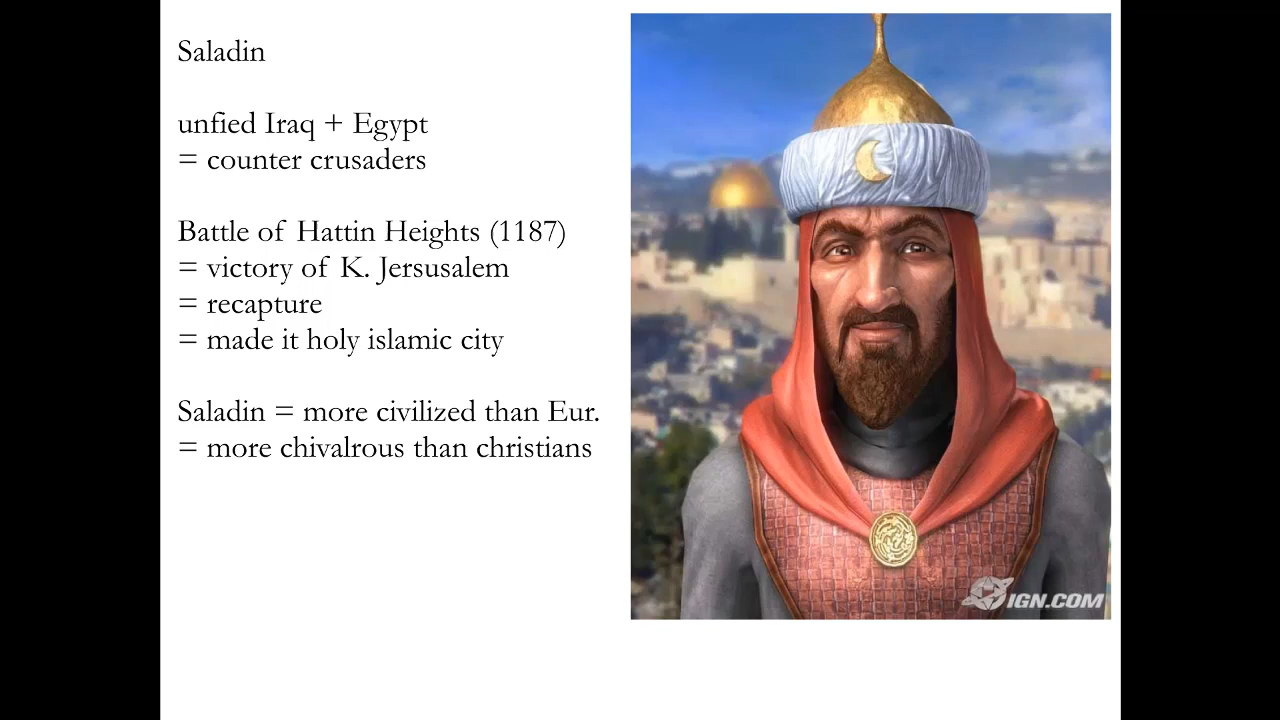 Saladin
unfied Iraq + Egypt
= counter crusaders
Battle of Hattin Heights (1187)
= victory of K. Jersusalem
= recapture
= made it holy islamic city
Saladin = more civilized than Eur.
= more chivalrous than christians
IGN.COM